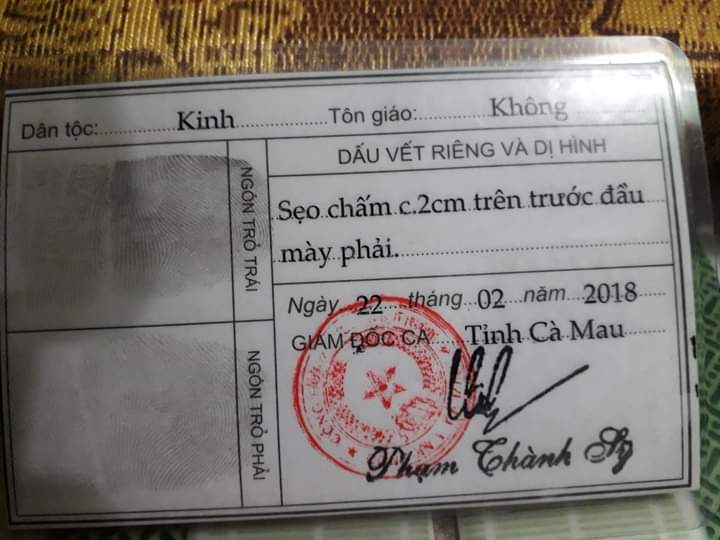 Dân tộc: Kinh Tôn giáo: Không
NGÓN TRỎ TRÁI
DẤU VẾT RIÊNG VÀ DỊ HÌNH
Sẹo chấm c.2cm trên trước đầu
mày phải.
Ngày 22 tháng 02 năm 2018
GIÁM ĐỐC CA Tỉnh Cà Mau
NGÓN TRỎ PHẢI
Phạm Thành Sỹ